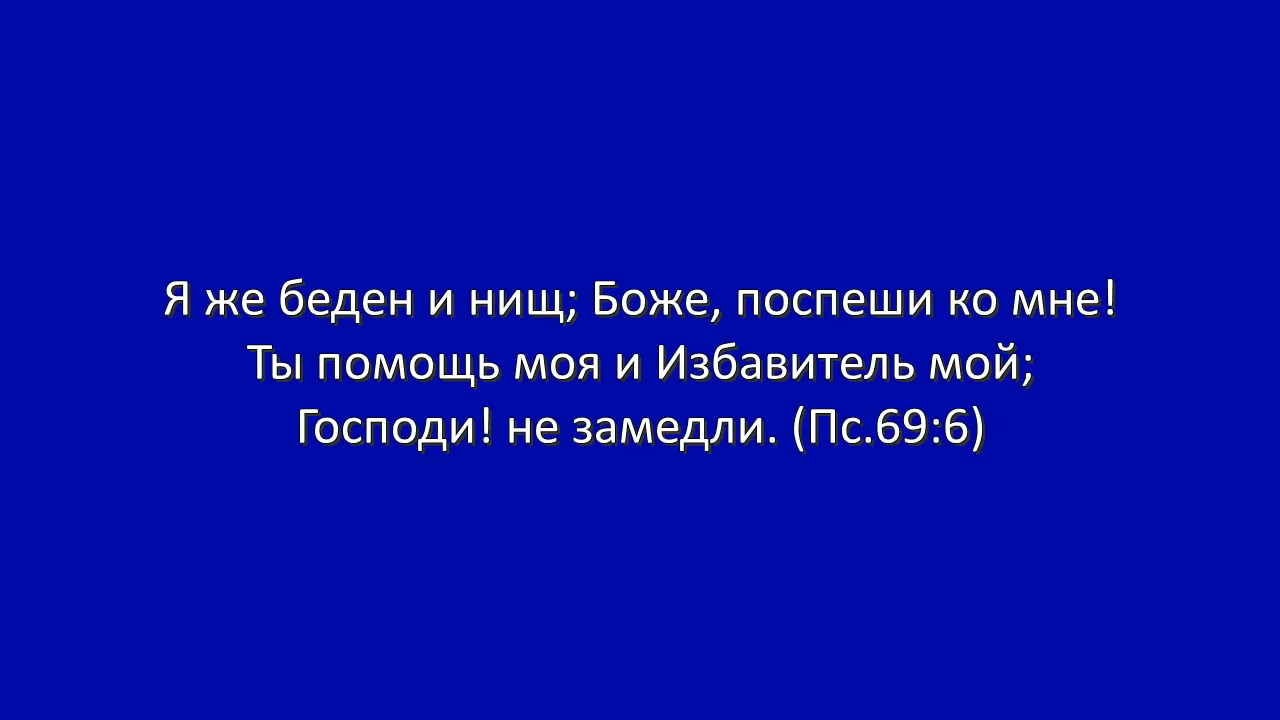 Я же беден и нищ; Боже, поспеши ко мне!
Ты помощь моя и Избавитель мой;
Господи! не замедли. (Пс.69:6)